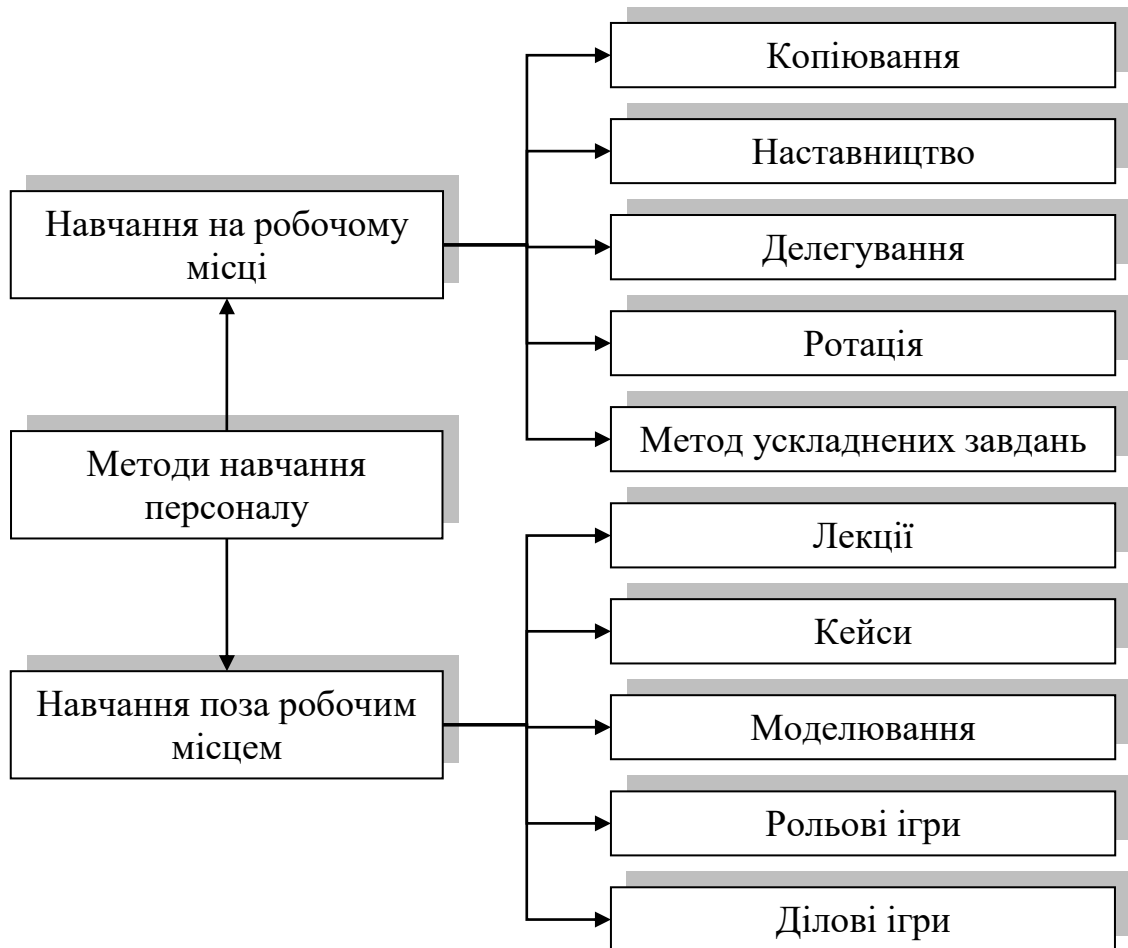 Копіювання
Наставництво
Навчання на робочому
місці
Делегування
Ротація
Методи навчання
персоналу
Метод ускладнених завдань
Лекції
Кейси
Навчання поза робочим
місцем
Моделювання
Рольові ігри
Ділові ігри